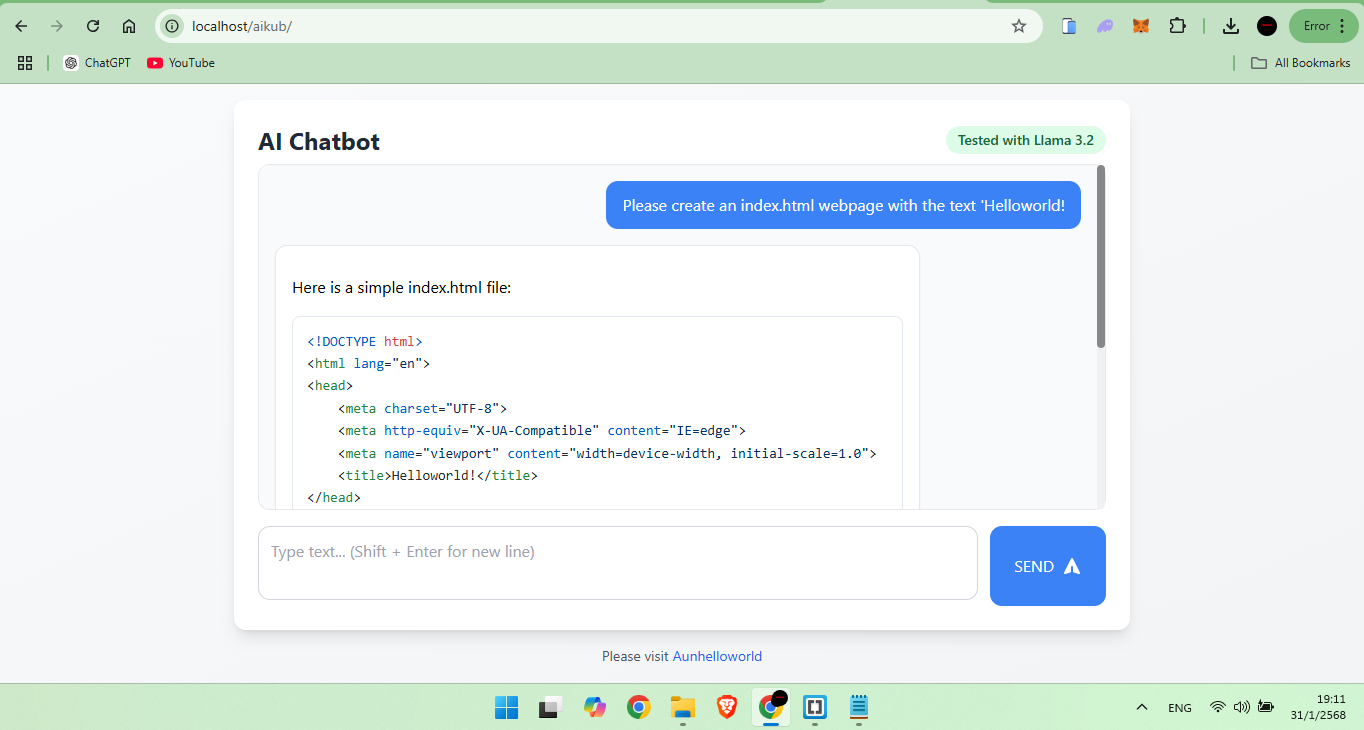 localhost/aikub/
Error
ChatGPT
YouTube
All Bookmarks
AI Chatbot
Tested with Llama 3.2
Please create an index.html webpage with the text 'Helloworld!
Here is a simple index.html file:
<!DOCTYPE html>
<html lang="en">
<head>
    <meta charset="UTF-8">
    <meta http-equiv="X-UA-Compatible" content="IE=edge">
    <meta name="viewport" content="width=device-width, initial-scale=1.0">
    <title>Helloworld!</title>
</head>
Type text... (Shift + Enter for new line)
SEND
Please visit Aunhelloworld
ENG
19:11
31/1/2568